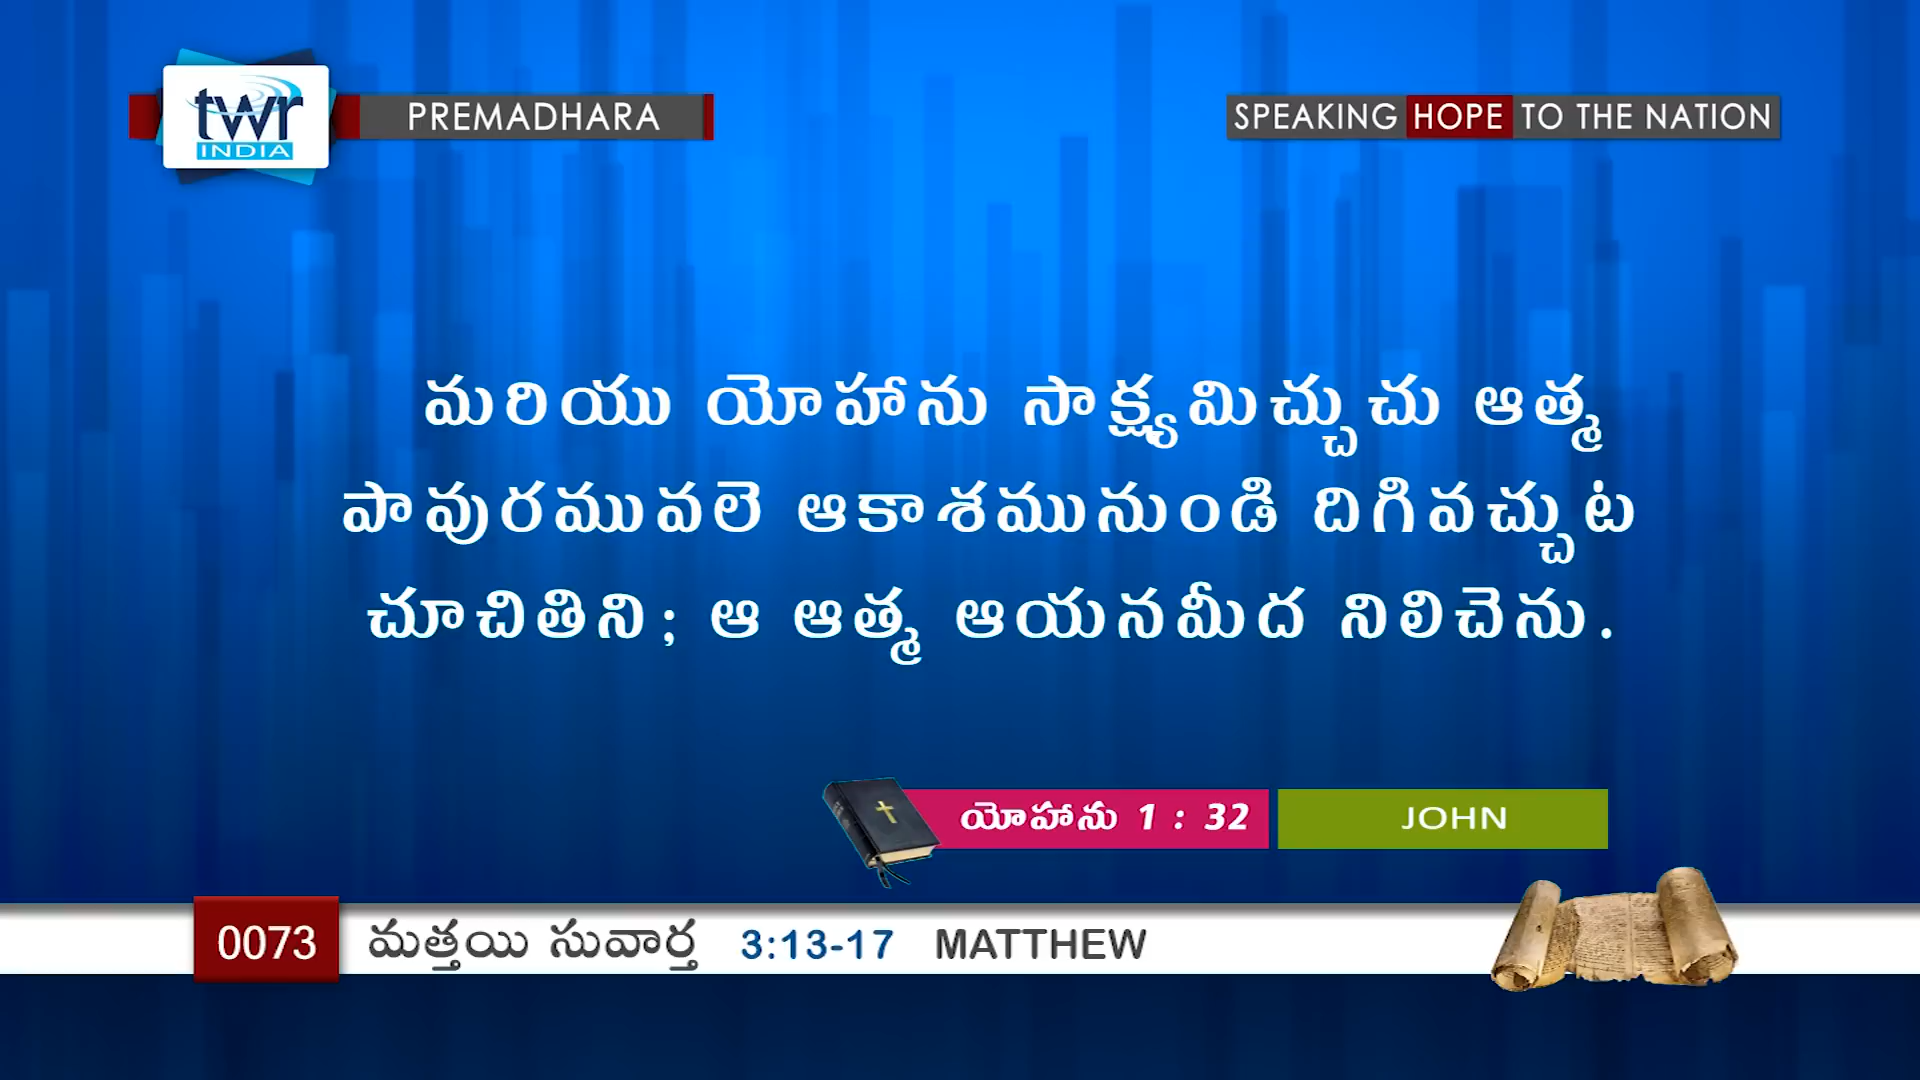 twr
INDIA
PREMADHARA
SPEAKING HOPE TO THE NATION
మరియు యోహాను సాక్ష్యమిచ్చుచు ఆత్మ
పావురమువలె ఆకాశమునుండి దిగివచ్చుట
చూచితిని; ఆ ఆత్మ ఆయనమీద నిలిచెను.
యోహాను 1 : 32
JOHN
0073 మత్తయి సువార్త 3:13-17 MATTHEW